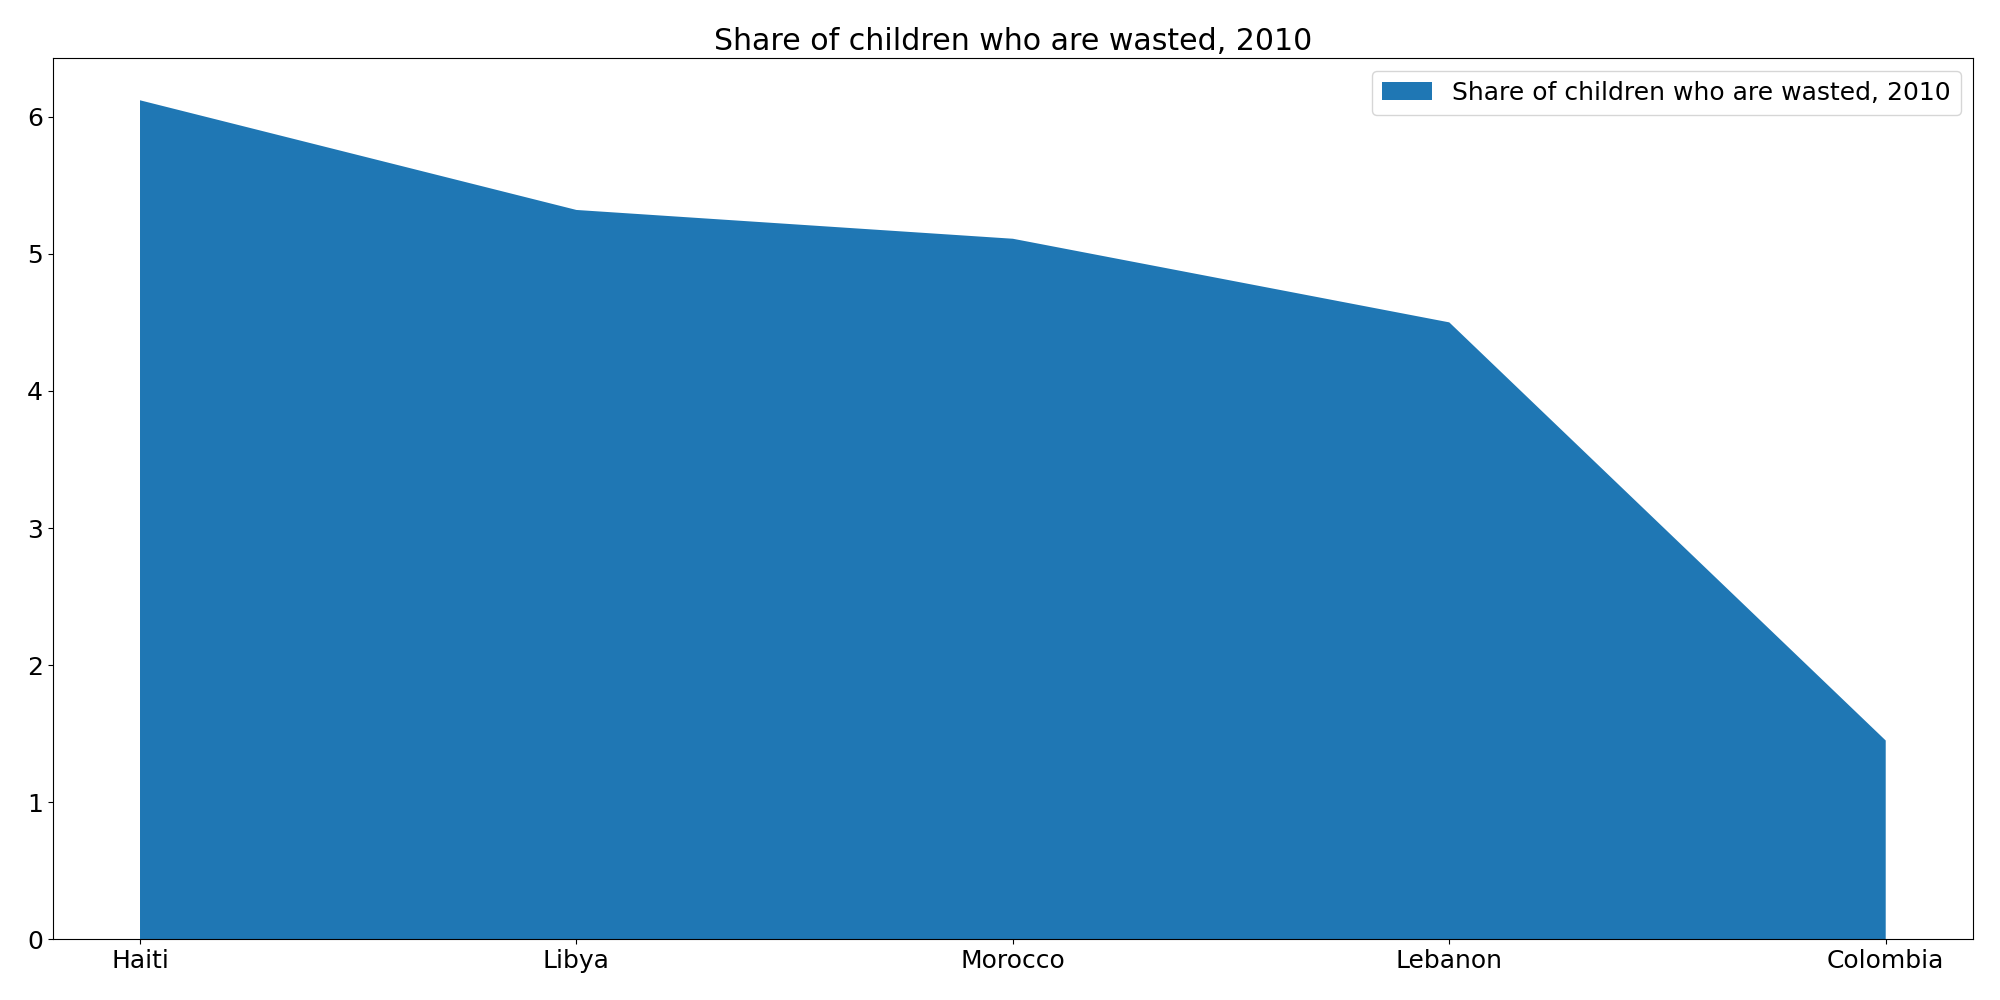 Share of children who are wasted, 2010
Share of children who are wasted, 2010
6
5
4
3
2
1
0
Haiti Libya Morocco Lebanon Colombia